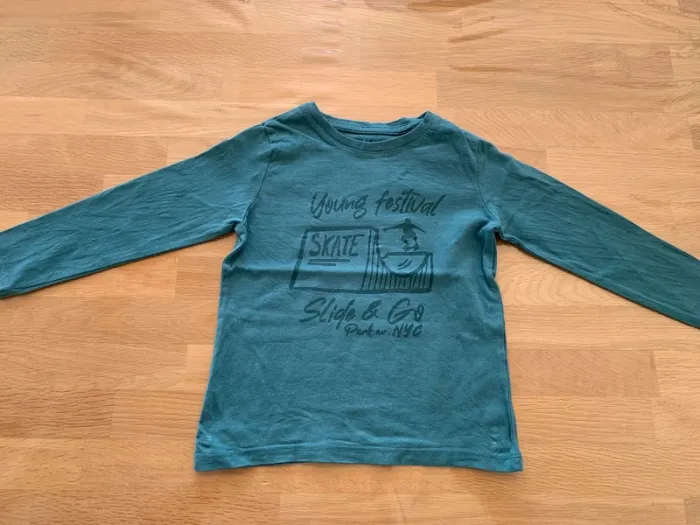 Young festival
SKATE
Slide & Go
NYC